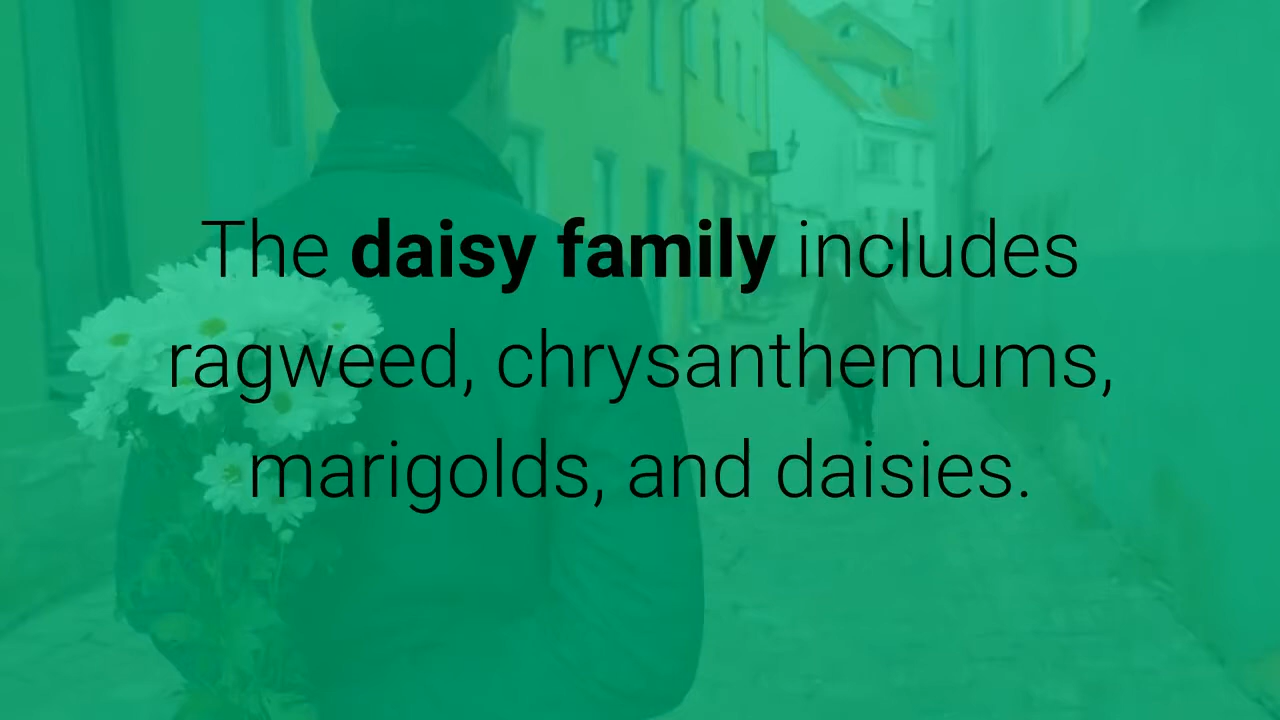 The daisy family includes
ragweed, chrysanthemums,
marigolds, and daisies.